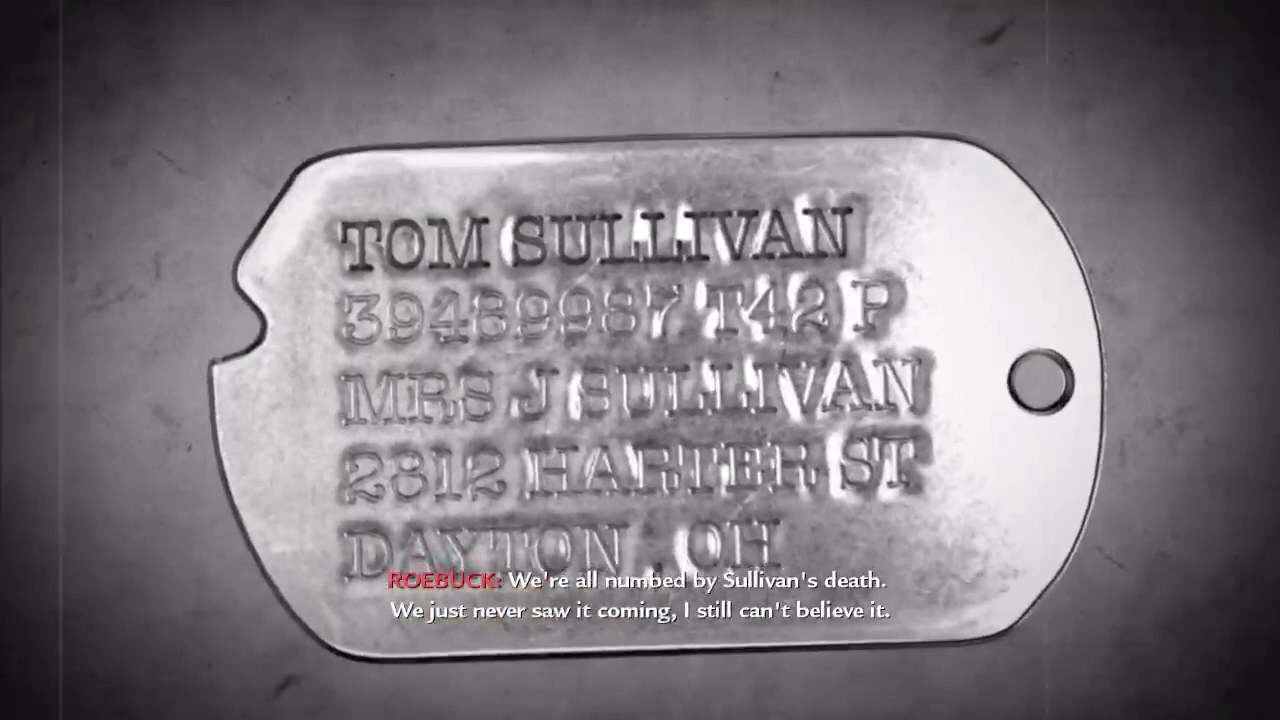 TOM SULLIVAN
39489987 T42 P
MRS J SULLIVAN
2812 HARTER ST
DAYTON, OH
ROEBUCK: We're all numbed by Sullivan's death.
We just never saw it coming, I still can't believe it.